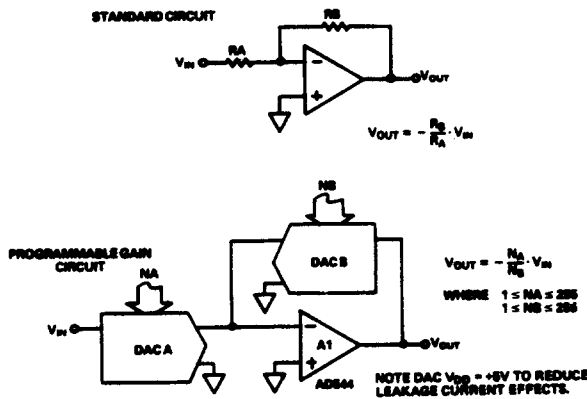 STANDARD CIRCUIT
RB
RA
VIN
VOUT
VOUT = - RB/RA · VIN
NB
PROGRAMMABLE GAIN
CIRCUIT
NA
DAC B
VOUT = - NA/NB · VIN
WHERE 1 ≤ NA ≤ 255
1 ≤ NB ≤ 255
VIN
DAC A
A1
VOUT
AD544
NOTE DAC VDD = +5V TO REDUCE
LEAKAGE CURRENT EFFECTS.